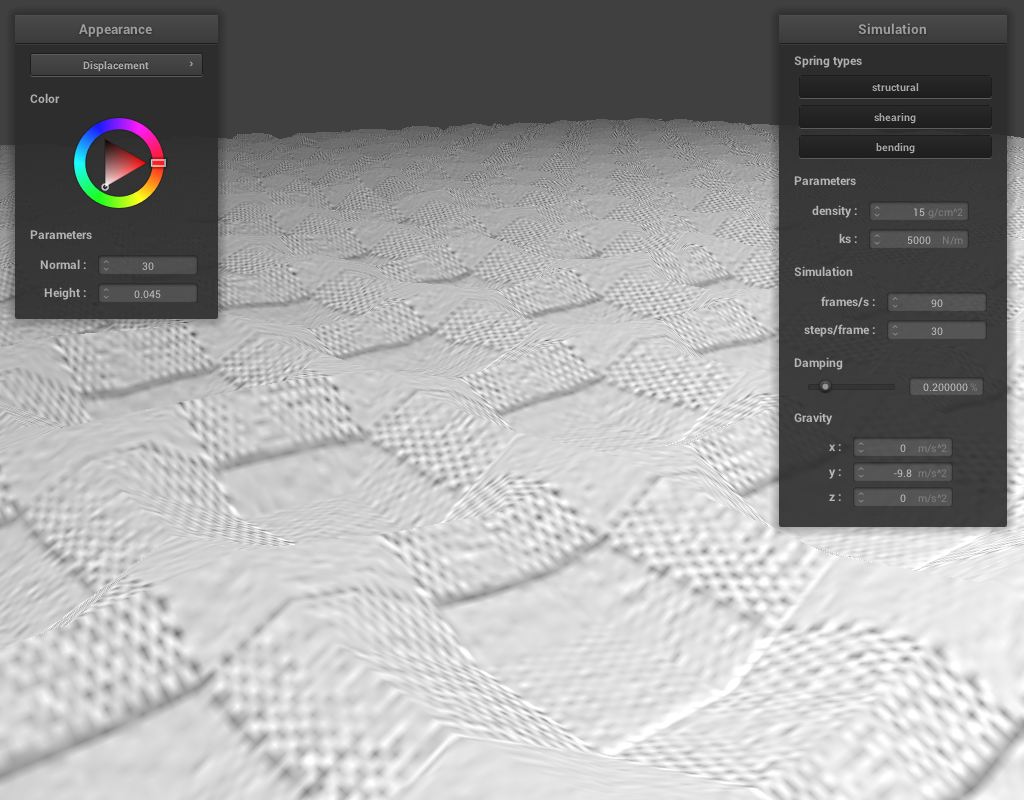 Appearance
Displacement ›
Color
Parameters
Normal : 30
Height : 0.045
Simulation
Spring types
structural
shearing
bending
Parameters
density : 15 g/cm^2
ks : 5000 N/m
Simulation
frames/s : 90
steps/frame : 30
Damping
0.200000 %
Gravity
x : 0 m/s^2
y : -9.8 m/s^2
z : 0 m/s^2